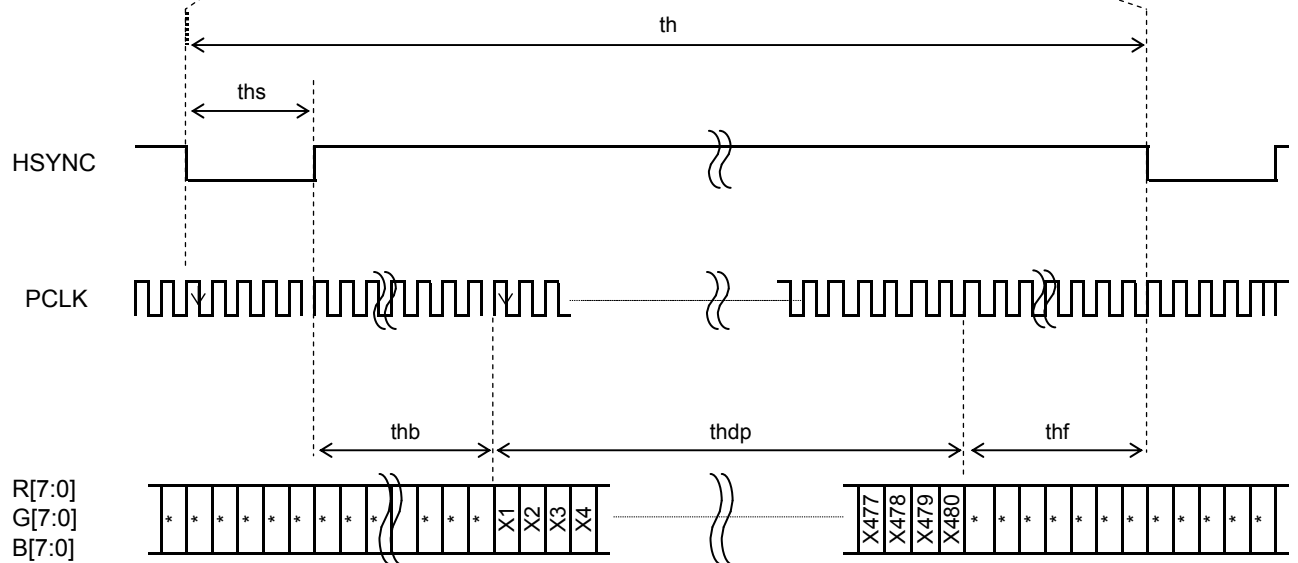 th
ths
HSYNC
PCLK
thb thdp thf
R[7:0]
G[7:0]
B[7:0]
* * * * * * * * * * * * X1 X2 X3 X4 X477 X478 X479 X480 * * * * * * * * * * * *